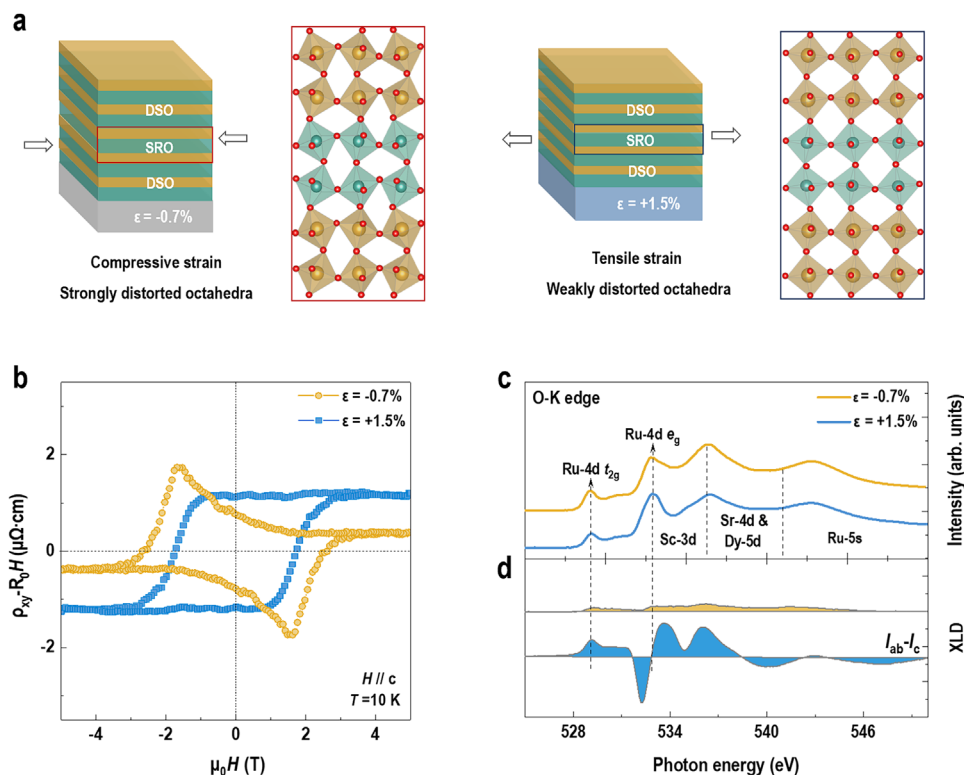 a
DSO
SRO
DSO
ε = -0.7%
Compressive strain
Strongly distorted octahedra
DSO
SRO
DSO
ε = +1.5%
Tensile strain
Weakly distorted octahedra
b
ρxy-R0H (μΩ·cm)
2
0
-2
ε = -0.7%
ε = +1.5%
H // c
T =10 K
-4
-2
0
2
4
μ0H (T)
c
O-K edge
ε = -0.7%
ε = +1.5%
Ru-4d t2g
Ru-4d eg
Sc-3d
Sr-4d &
Dy-5d
Ru-5s
Intensity (arb. units)
d
Iab-Ic
XLD
528
534
540
546
Photon energy (eV)